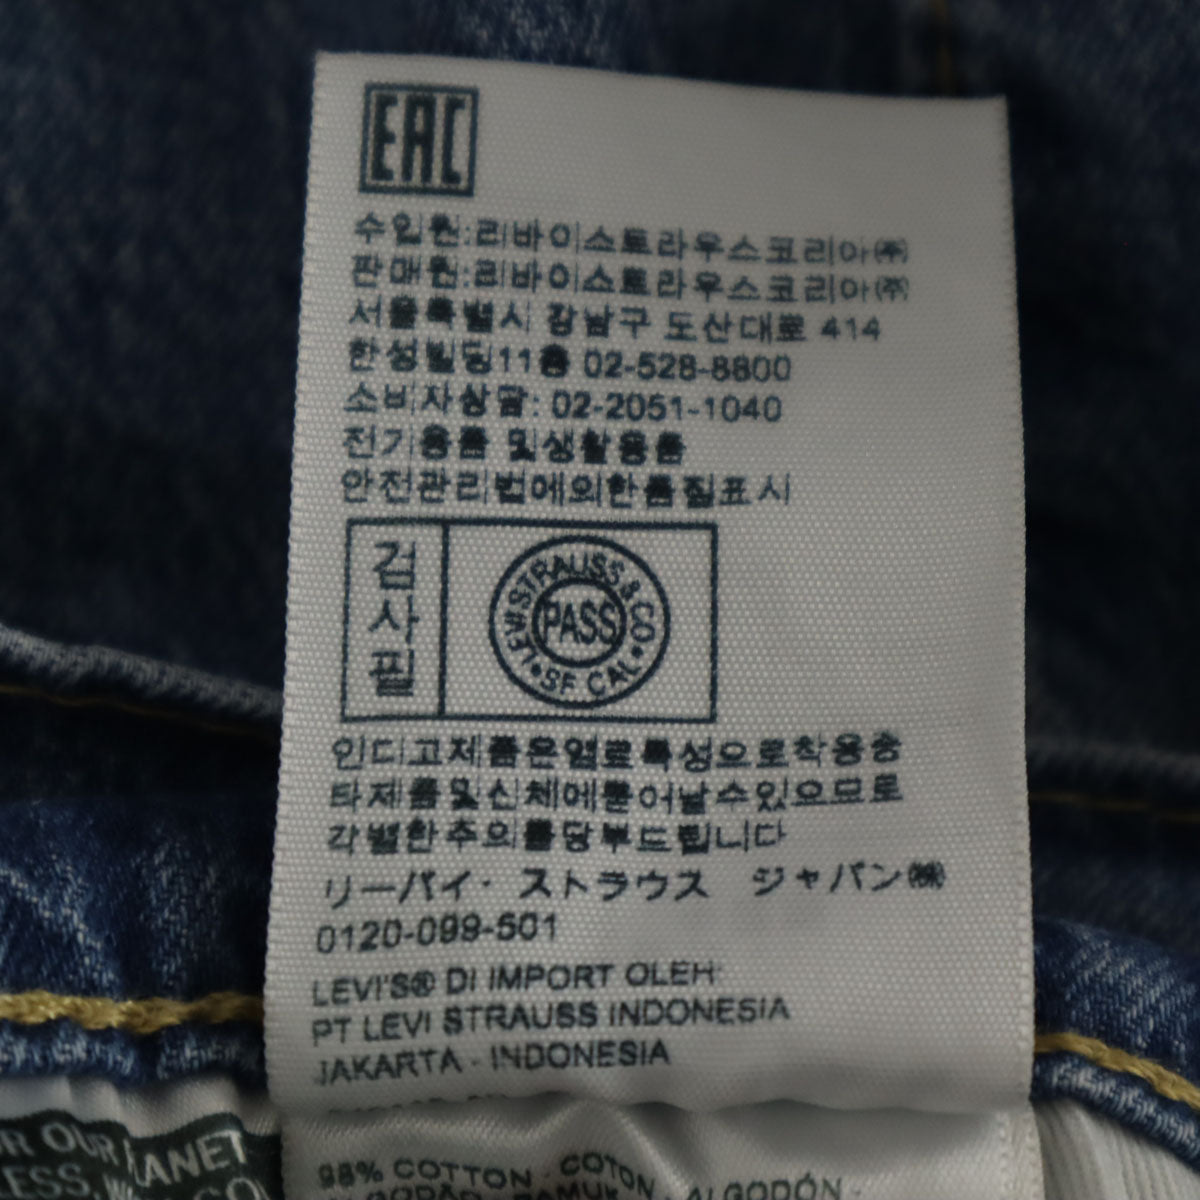 EAC
수입원:리바이스트라우스코리아㈜
판매원:리바이스트라우스코리아㈜
서울특별시 강남구 도산대로 414
한성빌딩11층 02-528-8800
소비자상담: 02-2051-1040
전기용품 및생활용품
안전관리법에의한품질표시
검사필
LEVI STRAUSS & CO
PASS
SF CAL
인디고제품은염료특성으로착용중
타제품및신체에묻어날수있으므로
각별한주의를당부드립니다
リーバイ・ストラウス ジャパン㈱
0120-099-501
LEVI'S® DI IMPORT OLEH:
PT LEVI STRAUSS INDONESIA
JAKARTA - INDONESIA
OUR PLANET
98% COTTON
ALGODÓN